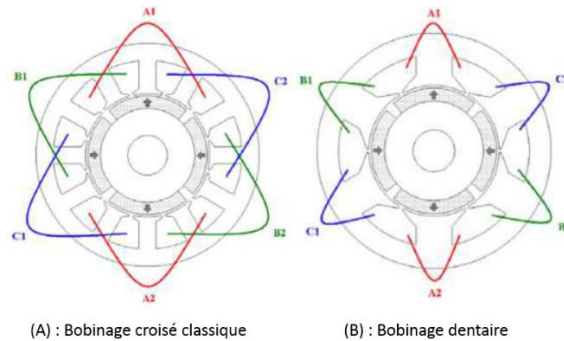 A1
B1
C2
C1
B2
A2
(A) : Bobinage croisé classique
A1
B1
C
C1
B
A2
(B) : Bobinage dentaire